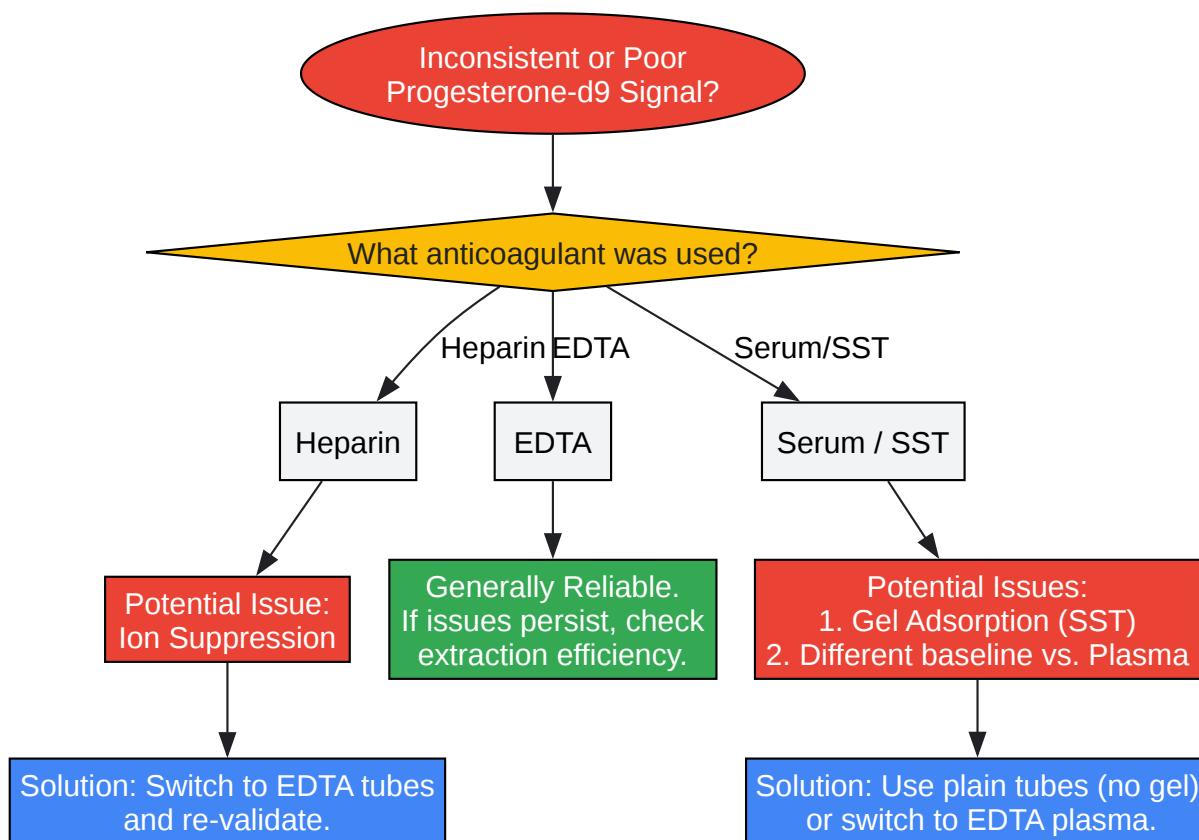 Inconsistent or Poor
Progesterone-d9 Signal?
What anticoagulant was used?
Heparin
EDTA
Serum/SST
Heparin
EDTA
Serum / SST
Potential Issue:
Ion Suppression
Generally Reliable.
If issues persist, check
extraction efficiency.
Potential Issues:
1. Gel Adsorption (SST)
2. Different baseline vs. Plasma
Solution: Switch to EDTA tubes
and re-validate.
Solution: Use plain tubes (no gel)
or switch to EDTA plasma.